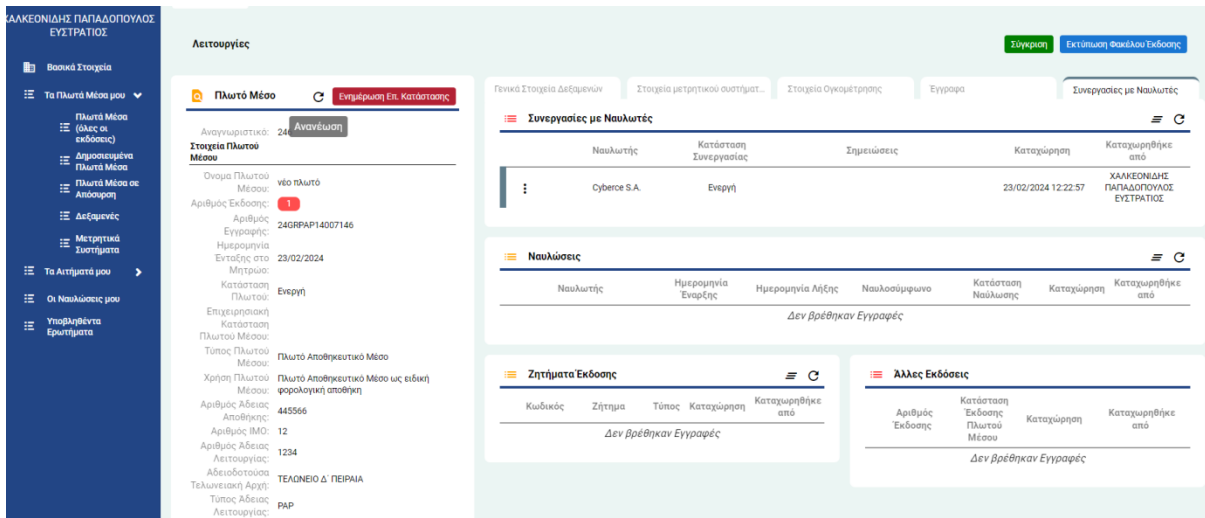 ΧΑΛΚΕΟΝΙΔΗΣ ΠΑΠΑΔΟΠΟΥΛΟΣ
ΕΥΣΤΡΑΤΙΟΣ
Βασικά Στοιχεία
Τα Πλωτά Μέσα μου
Πλωτά Μέσα
(όλες οι
εκδόσεις)
Δημοσιευμένα
Πλωτά Μέσα
Πλωτά Μέσα σε
Απόσυρση
Δεξαμενές
Μετρητικά
Συστήματα
Τα Αιτήματά μου
Οι Ναυλώσεις μου
Υποβληθέντα
Ερωτήματα
Λειτουργίες
Σύγκριση
Εκτύπωση Φακέλου Έκδοσης
Πλωτό Μέσο
Ενημέρωση Επ. Κατάστασης
Ανανέωση
Αναγνωριστικό:
Στοιχεία Πλωτού
Μέσου
Όνομα Πλωτού
Μέσου: νέο πλωτό
Αριθμός Έκδοσης: 1
Αριθμός
Εγγραφής: 24GRPAP14007146
Ημερομηνία
Ένταξης στο
Μητρώο: 23/02/2024
Κατάσταση
Πλωτού: Ενεργή
Επιχειρησιακή
Κατάσταση
Πλωτού Μέσου:
Τύπος Πλωτού
Μέσου: Πλωτό Αποθηκευτικό Μέσο
Χρήση Πλωτού Πλωτό Αποθηκευτικό Μέσο ως ειδική
Μέσου: φορολογική αποθήκη
Αριθμός Άδειας
Αποθήκης: 445566
Αριθμός ΙΜΟ: 12
Αριθμός Άδειας
Λειτουργίας: 1234
Αδειοδοτούσα
Τελωνειακή Αρχή: ΤΕΛΩΝΕΙΟ Δ΄ ΠΕΙΡΑΙΑ
Τύπος Άδειας
Λειτουργίας: PAP
Γενικά Στοιχεία Δεξαμενών
Στοιχεία μετρητικού συστήματ...
Στοιχεία Ογκομέτρησης
Έγγραφα
Συνεργασίες με Ναυλωτές
Συνεργασίες με Ναυλωτές
Ναυλωτής Κατάσταση Συνεργασίας Σημειώσεις Καταχώρηση Καταχωρηθήκε από
Cyberce S.A. Ενεργή 23/02/2024 12:22:57 ΧΑΛΚΕΟΝΙΔΗΣ
ΠΑΠΑΔΟΠΟΥΛΟΣ
ΕΥΣΤΡΑΤΙΟΣ
Ναυλώσεις
Ναυλωτής Ημερομηνία Έναρξης Ημερομηνία Λήξης Ναυλοσύμφωνο Κατάσταση Ναύλωσης Καταχώρηση Καταχωρηθήκε από
Δεν βρέθηκαν Εγγραφές
Ζητήματα Έκδοσης
Κωδικός Ζήτημα Τύπος Καταχώρηση Καταχωρηθήκε από
Δεν βρέθηκαν Εγγραφές
Άλλες Εκδόσεις
Αριθμός Έκδοσης Κατάσταση Έκδοσης Πλωτού Μέσου Καταχώρηση Καταχωρηθήκε από
Δεν βρέθηκαν Εγγραφές